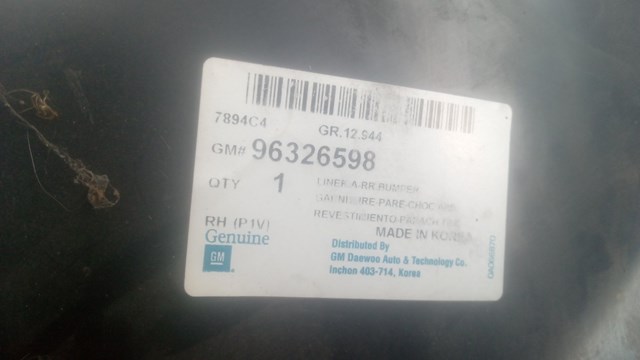 7894C4
GR.12.944
GM# 96326598
QTY 1
LINER,A-RR BUMPER
REVESTIMIENTO
RH (P1V)
MADE IN KOREA
Genuine
GM
Distributed By
GM Daewoo Auto & Technology Co.
Inchon 403-714, Korea